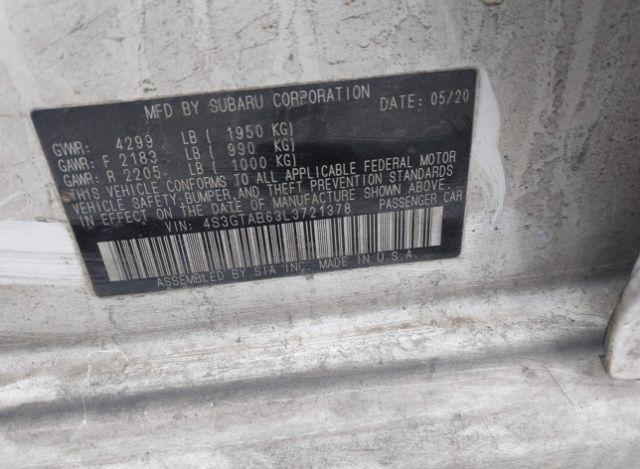 MFD BY SUBARU CORPORATION DATE: 05/20
GVWR: 4299 LB ( 1950 KG)
GAWR: F 2183 LB ( 990 KG)
GAWR: R 2205 LB ( 1000 KG)
THIS VEHICLE CONFORMS TO ALL APPLICABLE FEDERAL MOTOR
VEHICLE SAFETY, BUMPER, AND THEFT PREVENTION STANDARDS
IN EFFECT ON THE DATE OF MANUFACTURE SHOWN ABOVE.
VIN: 4S3GTAB63L3721378 PASSENGER CAR
ASSEMBLED BY SIA INC. MADE IN U.S.A.